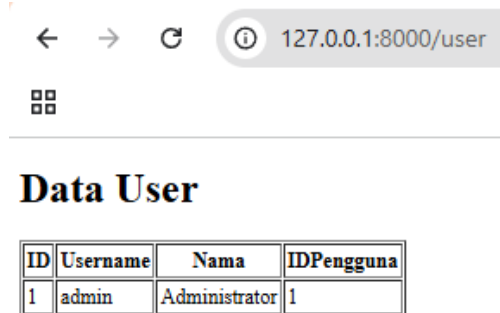 127.0.0.1:8000/user
Data User
ID Username Nama IDPengguna
1 admin Administrator 1